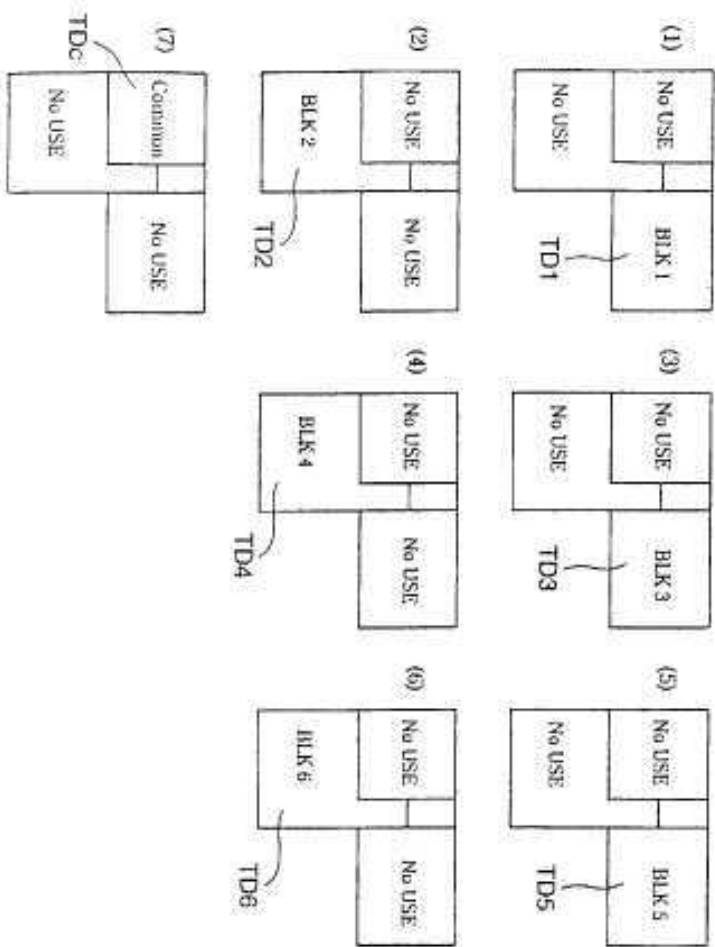 (1)
No USE
BLK 1
No USE
TD1
(3)
No USE
BLK 3
No USE
TD3
(5)
No USE
BLK 5
No USE
TD5
(2)
No USE
No USE
BLK 2
TD2
(4)
No USE
No USE
BLK 4
TD4
(6)
No USE
No USE
BLK 6
TD6
(7)
Common
No USE
No USE
TDc